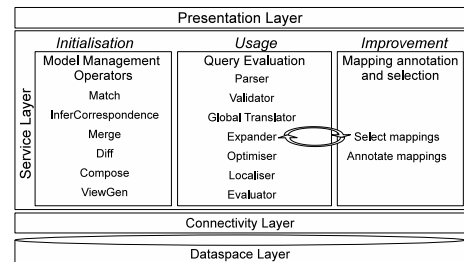 Presentation Layer
Service Layer
Initialisation
Model Management
Operators
Match
InferCorrespondence
Merge
Diff
Compose
ViewGen
Usage
Query Evaluation
Parser
Validator
Global Translator
Expander
Optimiser
Localiser
Evaluator
Improvement
Mapping annotation
and selection
Select mappings
Annotate mappings
Connectivity Layer
Dataspace Layer